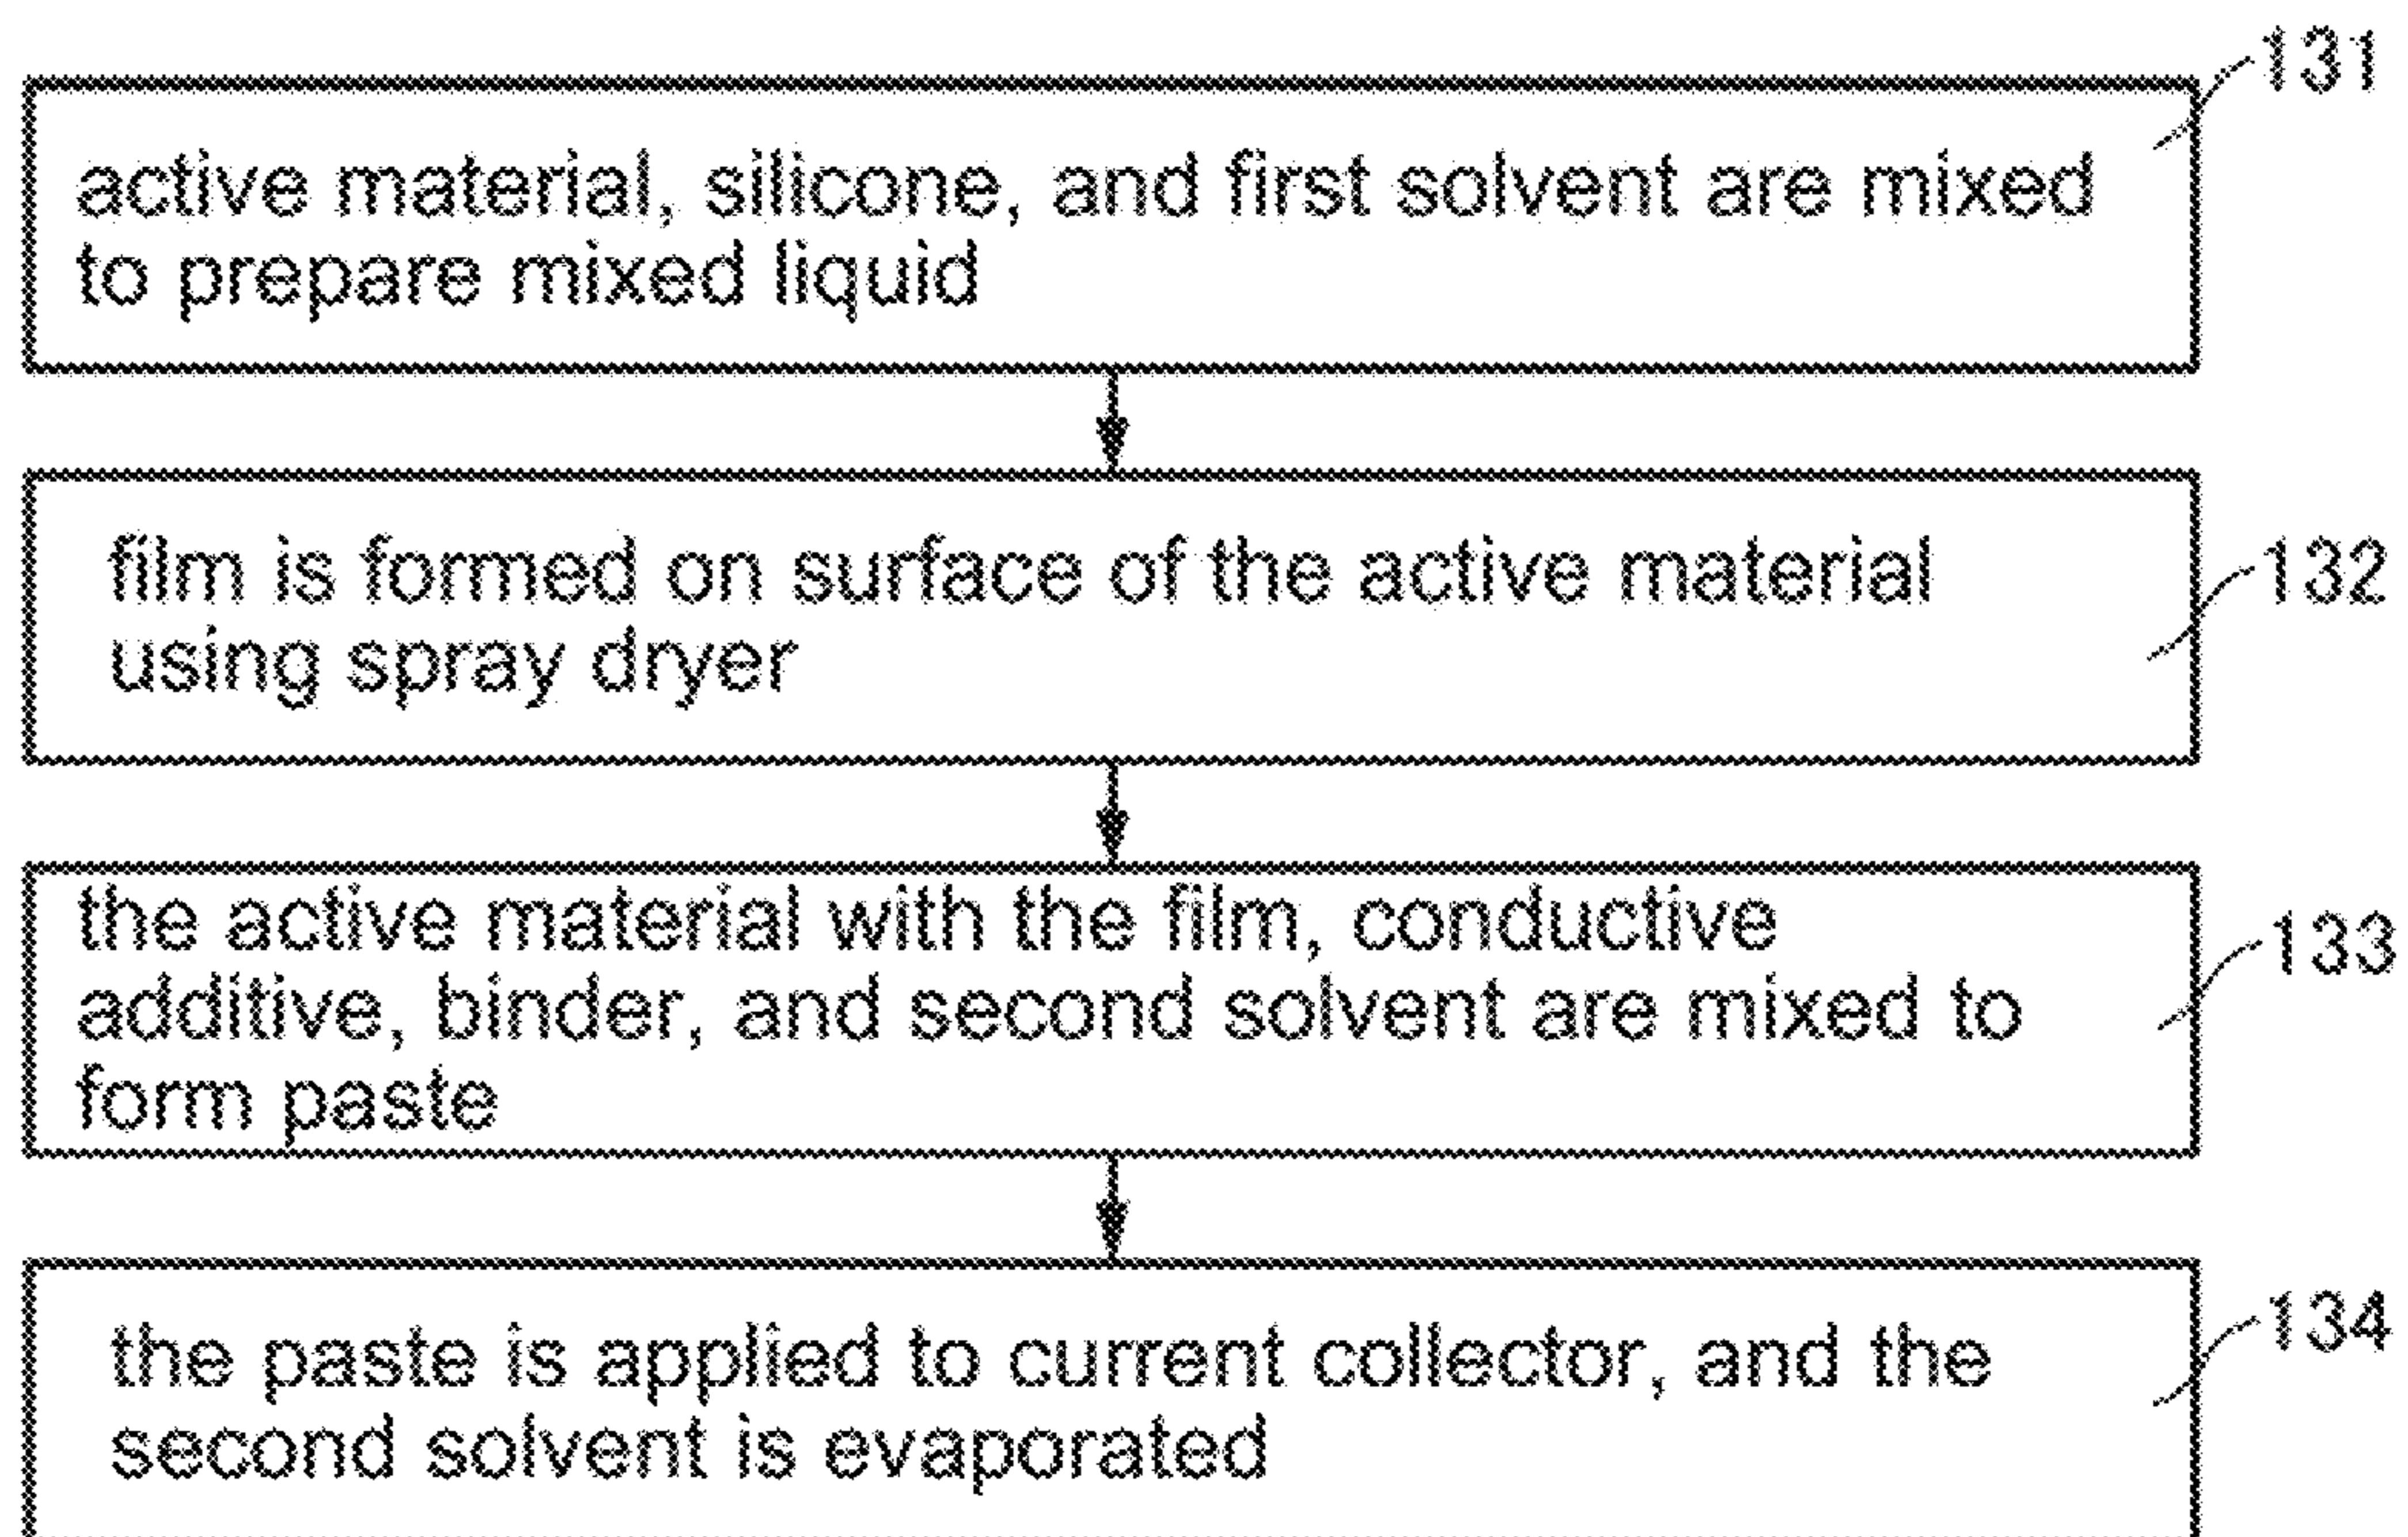 131
active material, silicone, and first solvent are mixed
to prepare mixed liquid
film is formed on surface of the active material
using spray dryer
132
the active material with the film, conductive
additive, binder, and second solvent are mixed to
form paste
133
the paste is applied to current collector, and the
second solvent is evaporated
134